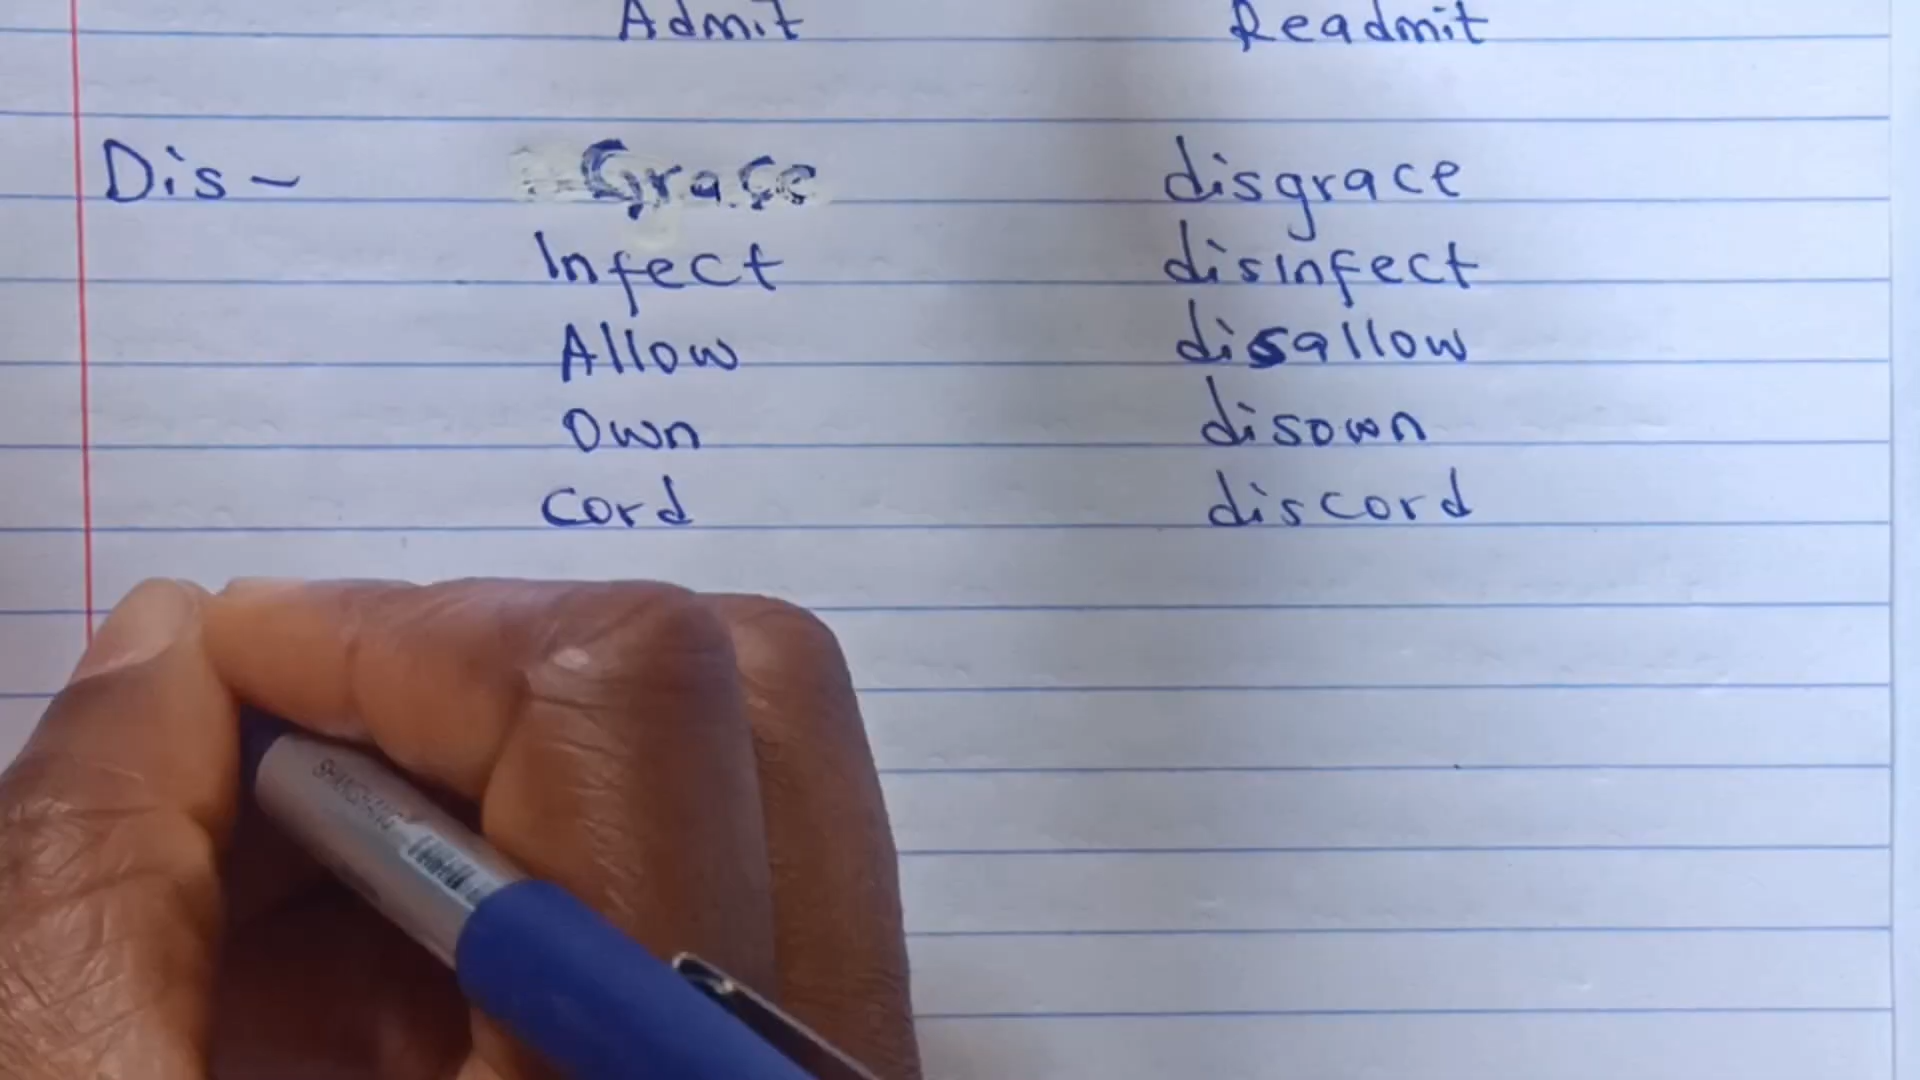 Admit Readmit
Dis- Grace disgrace
Infect disinfect
Allow disallow
Own disown
Cord discord